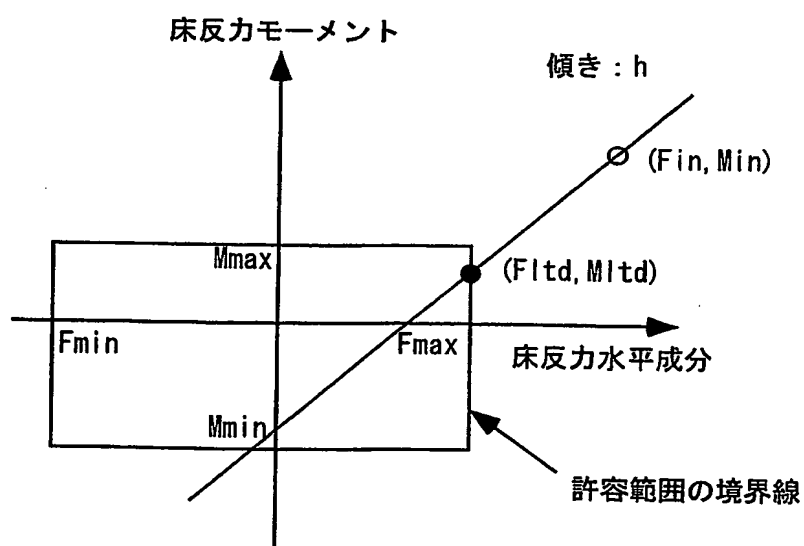 床反力モーメント
傾き：h
(Fin, Min)
Mmax
(Fltd, Mltd)
Fmin
Fmax
床反力水平成分
Mmin
許容範囲の境界線